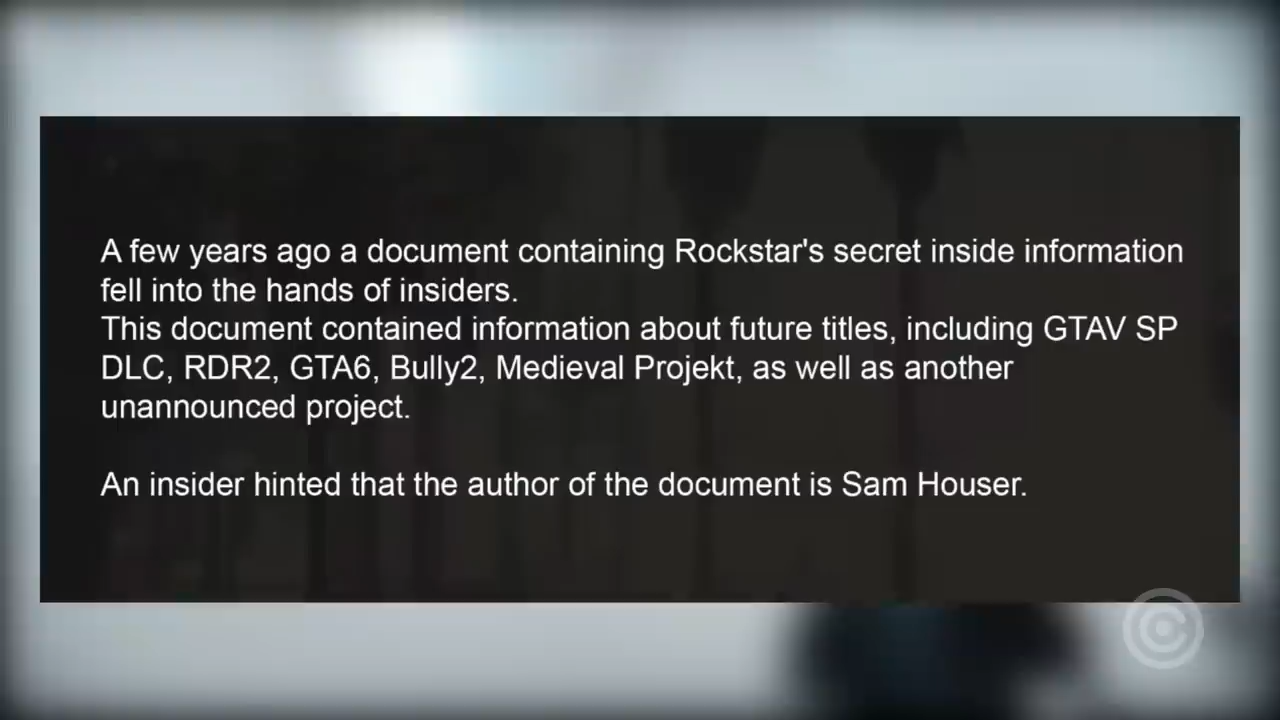 A few years ago a document containing Rockstar's secret inside information
fell into the hands of insiders.
This document contained information about future titles, including GTAV SP
DLC, RDR2, GTA6, Bully2, Medieval Projekt, as well as another
unannounced project.
An insider hinted that the author of the document is Sam Houser.